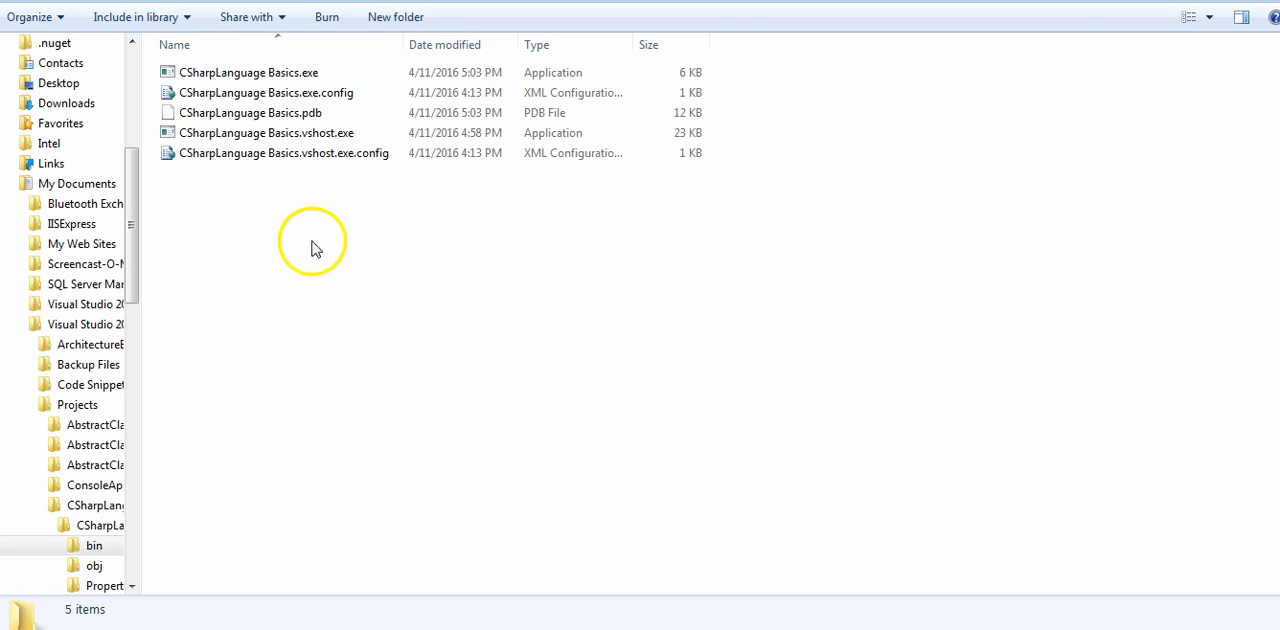 Organize Include in library Share with Burn New folder
.nuget
Contacts
Desktop
Downloads
Favorites
Intel
Links
My Documents
Bluetooth Exch
IISExpress
My Web Sites
Screencast-O-M
SQL Server Mar
Visual Studio 20
Visual Studio 20
ArchitectureE
Backup Files
Code Snippet
Projects
AbstractCla
AbstractCla
AbstractCla
ConsoleAp
CSharpLang
CSharpLa
bin
obj
Propert
Name Date modified Type Size
CSharpLanguage Basics.exe 4/11/2016 5:03 PM Application 6 KB
CSharpLanguage Basics.exe.config 4/11/2016 4:13 PM XML Configuratio... 1 KB
CSharpLanguage Basics.pdb 4/11/2016 5:03 PM PDB File 12 KB
CSharpLanguage Basics.vshost.exe 4/11/2016 4:58 PM Application 23 KB
CSharpLanguage Basics.vshost.exe.config 4/11/2016 4:13 PM XML Configuratio... 1 KB
5 items